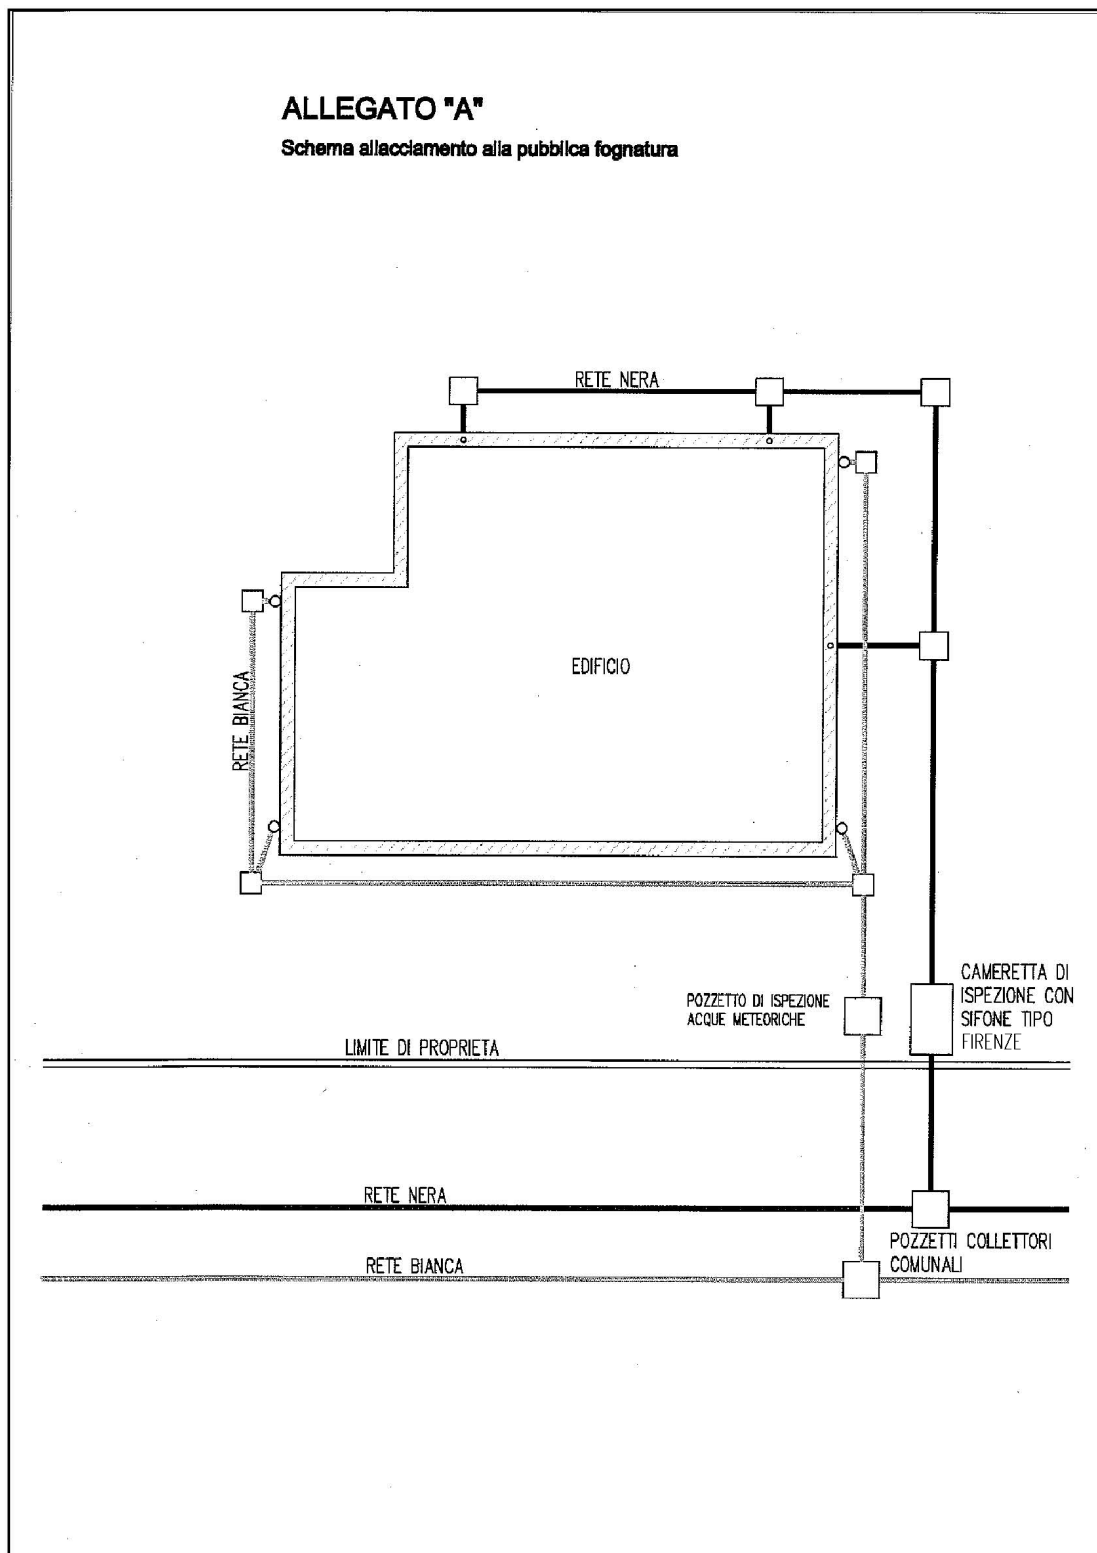 ALLEGATO "A"
Schema allacciamento alla pubblica fognatura
RETE NERA
RETE BIANCA
EDIFICIO
POZZETTO DI ISPEZIONE
ACQUE METEORICHE
CAMERETTA DI
ISPEZIONE CON
SIFONE TIPO
FIRENZE
LIMITE DI PROPRIETA
RETE NERA
POZZETTI COLLETTORI
COMUNALI
RETE BIANCA